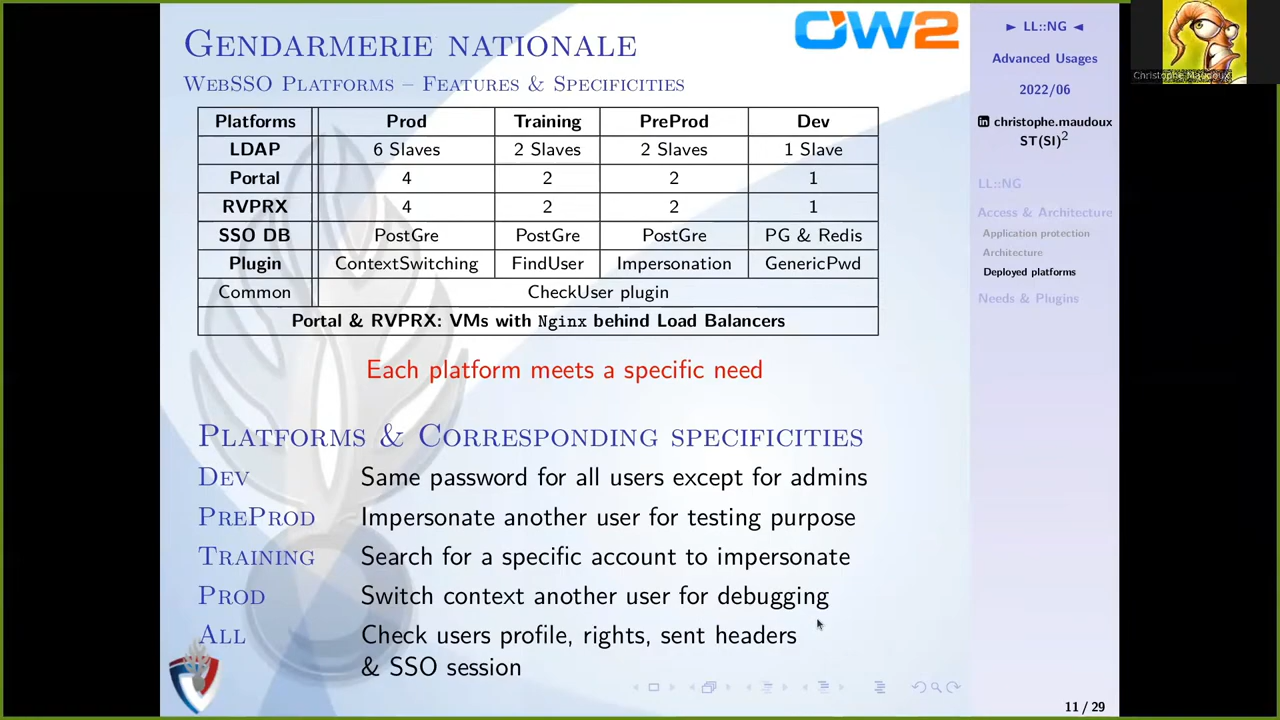 GENDARMERIE NATIONALE
WEBSSO PLATFORMS – FEATURES & SPECIFICITIES
OW2
Platforms Prod Training PreProd Dev
LDAP 6 Slaves 2 Slaves 2 Slaves 1 Slave
Portal 4 2 2 1
RVPRX 4 2 2 1
SSO DB PostGre PostGre PostGre PG & Redis
Plugin ContextSwitching FindUser Impersonation GenericPwd
Common CheckUser plugin
Portal & RVPRX: VMs with Nginx behind Load Balancers
Each platform meets a specific need
PLATFORMS & CORRESPONDING SPECIFICITIES
DEV Same password for all users except for admins
PREPROD Impersonate another user for testing purpose
TRAINING Search for a specific account to impersonate
PROD Switch context another user for debugging
ALL Check users profile, rights, sent headers
& SSO session
► LL::NG ◄
Advanced Usages
2022/06
in christophe.maudoux
ST(SI)2
LL::NG
Access & Architecture
Application protection
Architecture
Deployed platforms
Needs & Plugins
11 / 29
Christophe Maudoux